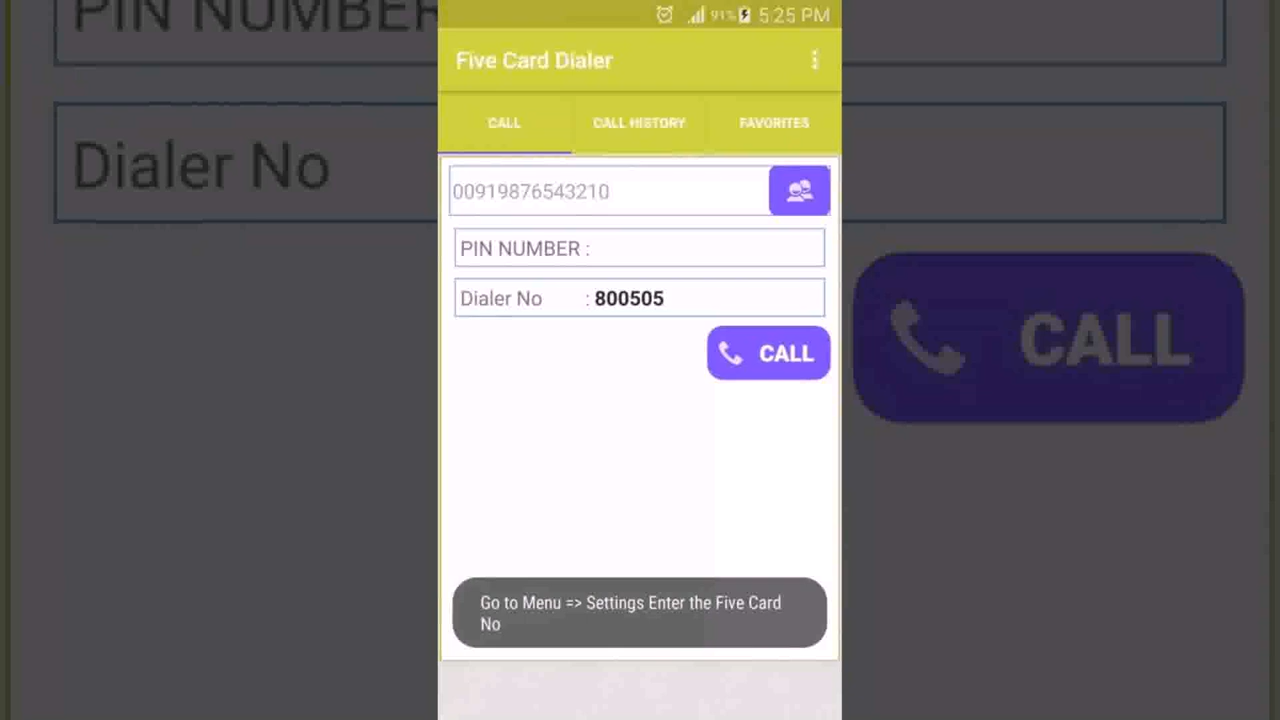 PIN NUMBER
Dialer No
CALL
91% 5:25 PM
Five Card Dialer
CALL CALL HISTORY FAVORITES
00919876543210
PIN NUMBER :
Dialer No : 800505
CALL
Go to Menu => Settings Enter the Five Card
No